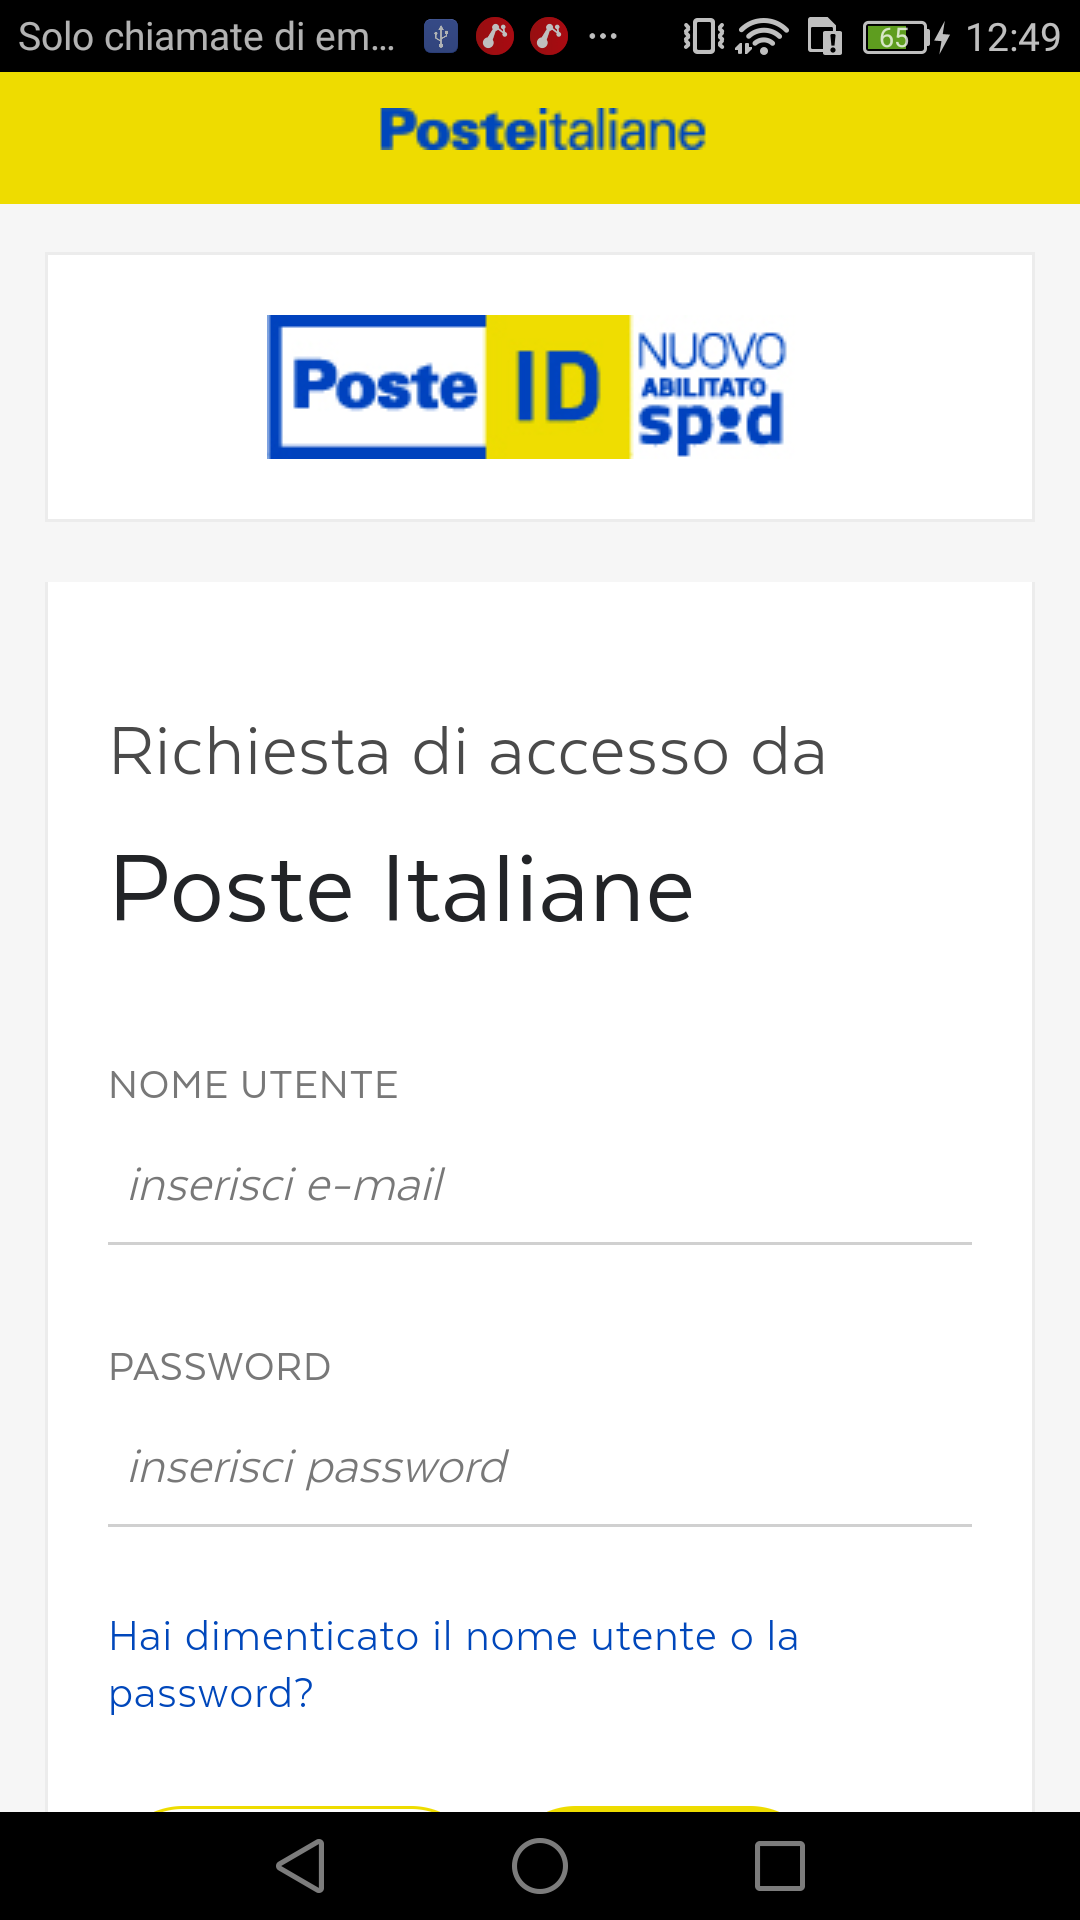 Solo chiamate di em... 65 12:49
Posteitaliane
Poste ID NUOVO
ABILITATO
spid
Richiesta di accesso da
Poste Italiane
NOME UTENTE
inserisci e-mail
PASSWORD
inserisci password
Hai dimenticato il nome utente o la
password?